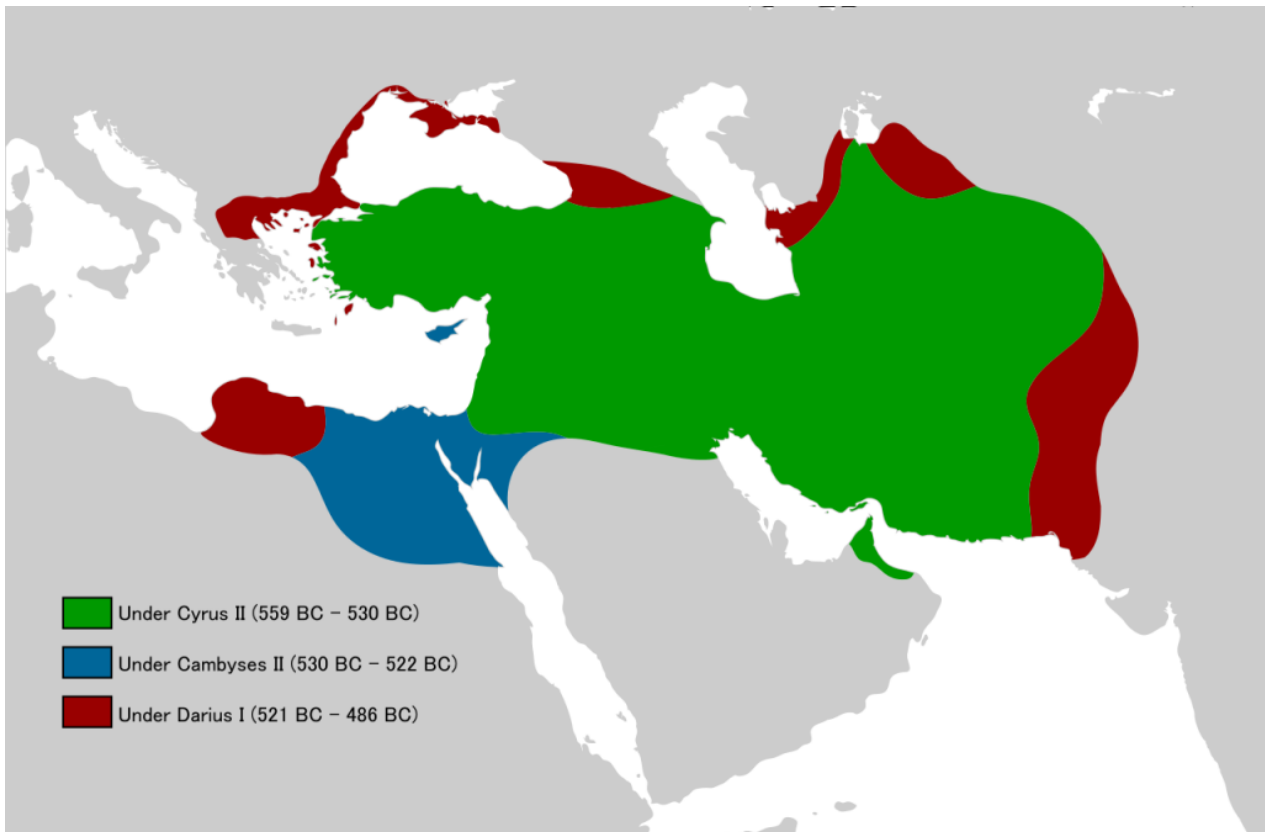 Under Cyrus II (559 BC – 530 BC)
Under Cambyses II (530 BC – 522 BC)
Under Darius I (521 BC – 486 BC)